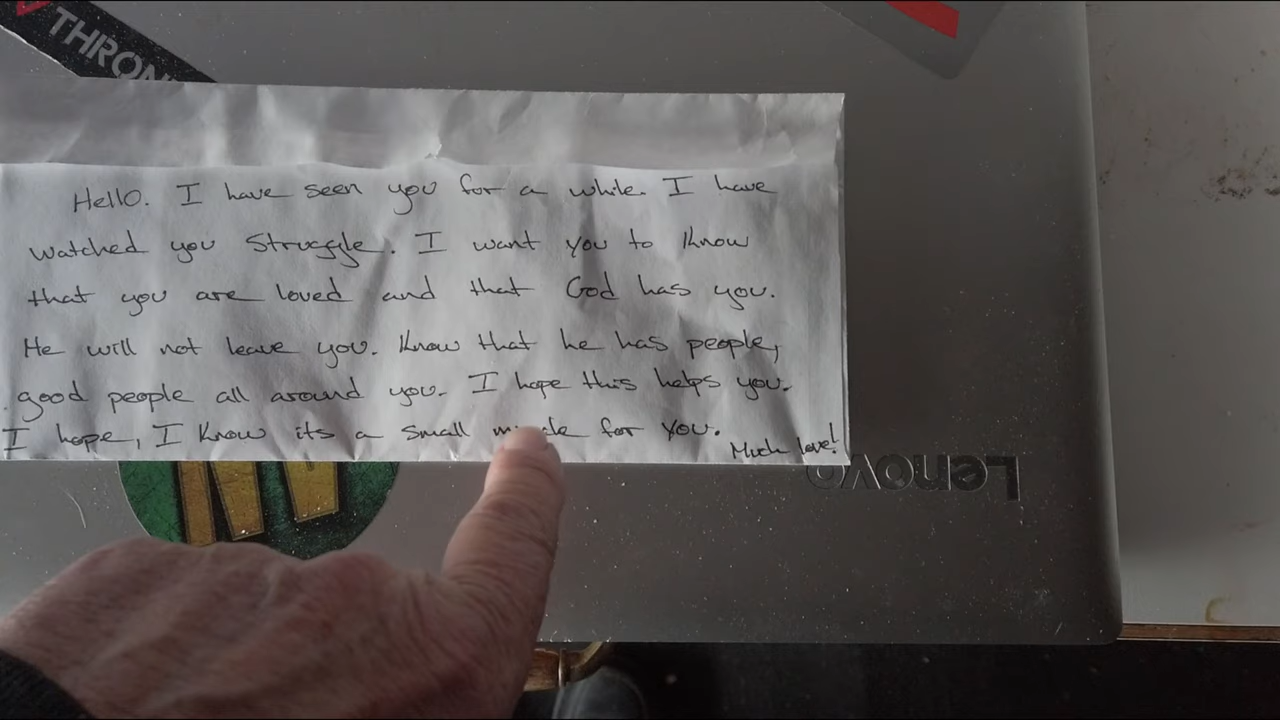 THRON
Hello. I have seen you for a while. I have
watched you struggle. I want you to know
that you are loved and that God has you.
He will not leave you. Know that he has people,
good people all around you. I hope this helps you.
I hope, I know its a small for you.
Much love!
Lenovo